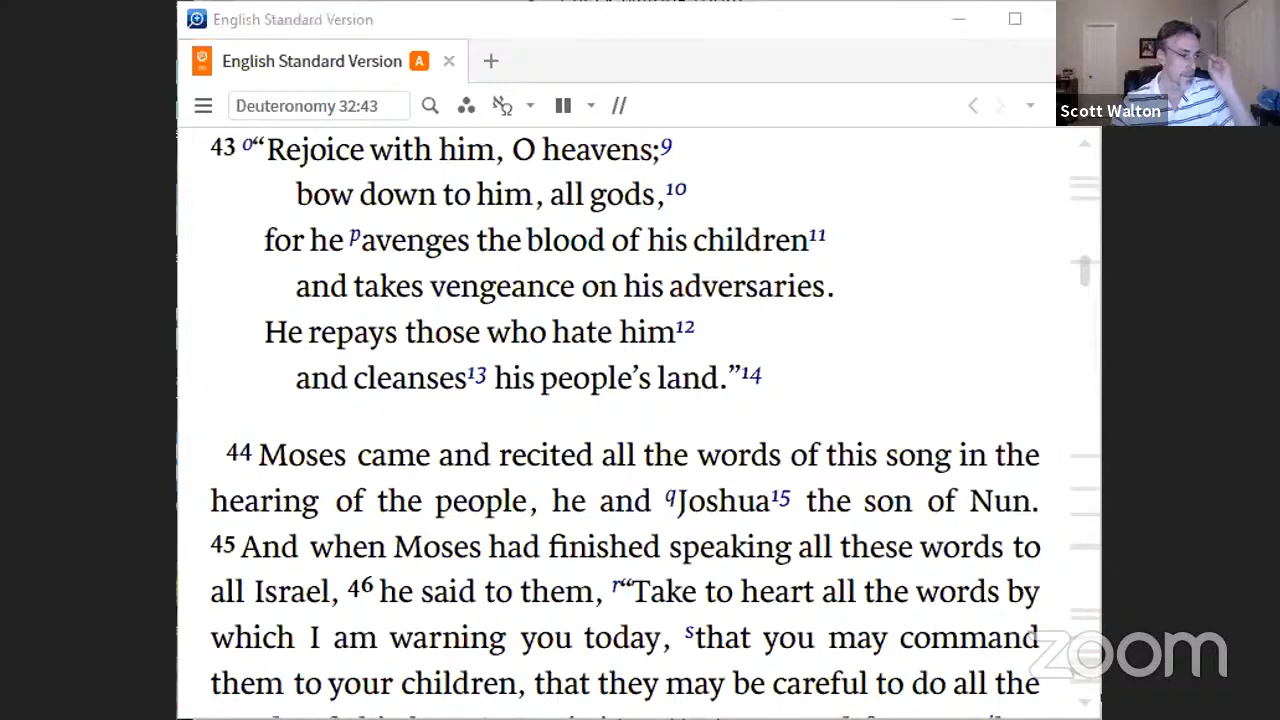 English Standard Version
English Standard Version A
Deuteronomy 32:43
Scott Walton
43 o“Rejoice with him, O heavens;9
bow down to him, all gods,10
for he pavenges the blood of his children11
and takes vengeance on his adversaries.
He repays those who hate him12
and cleanses13 his people’s land.”14
44 Moses came and recited all the words of this song in the
hearing of the people, he and qJoshua15 the son of Nun.
45 And when Moses had finished speaking all these words to
all Israel, 46 he said to them, r“Take to heart all the words by
which I am warning you today, sthat you may command
them to your children, that they may be careful to do all the
zoom